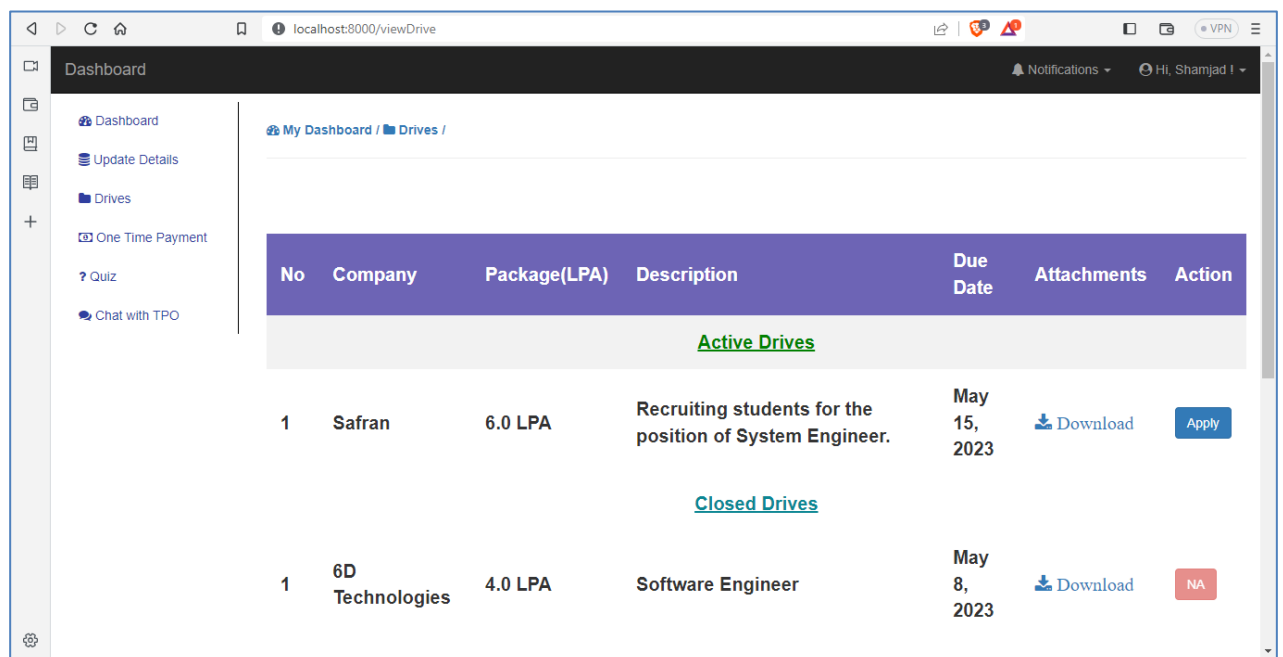 localhost:8000/viewDrive
3
VPN
Dashboard
Notifications
Hi, Shamjad !
Dashboard
Update Details
Drives
One Time Payment
? Quiz
Chat with TPO
My Dashboard / Drives /
No Company Package(LPA) Description Due Date Attachments Action
Active Drives
1 Safran 6.0 LPA Recruiting students for the position of System Engineer. May 15, 2023 Download Apply
Closed Drives
1 6D Technologies 4.0 LPA Software Engineer May 8, 2023 Download NA